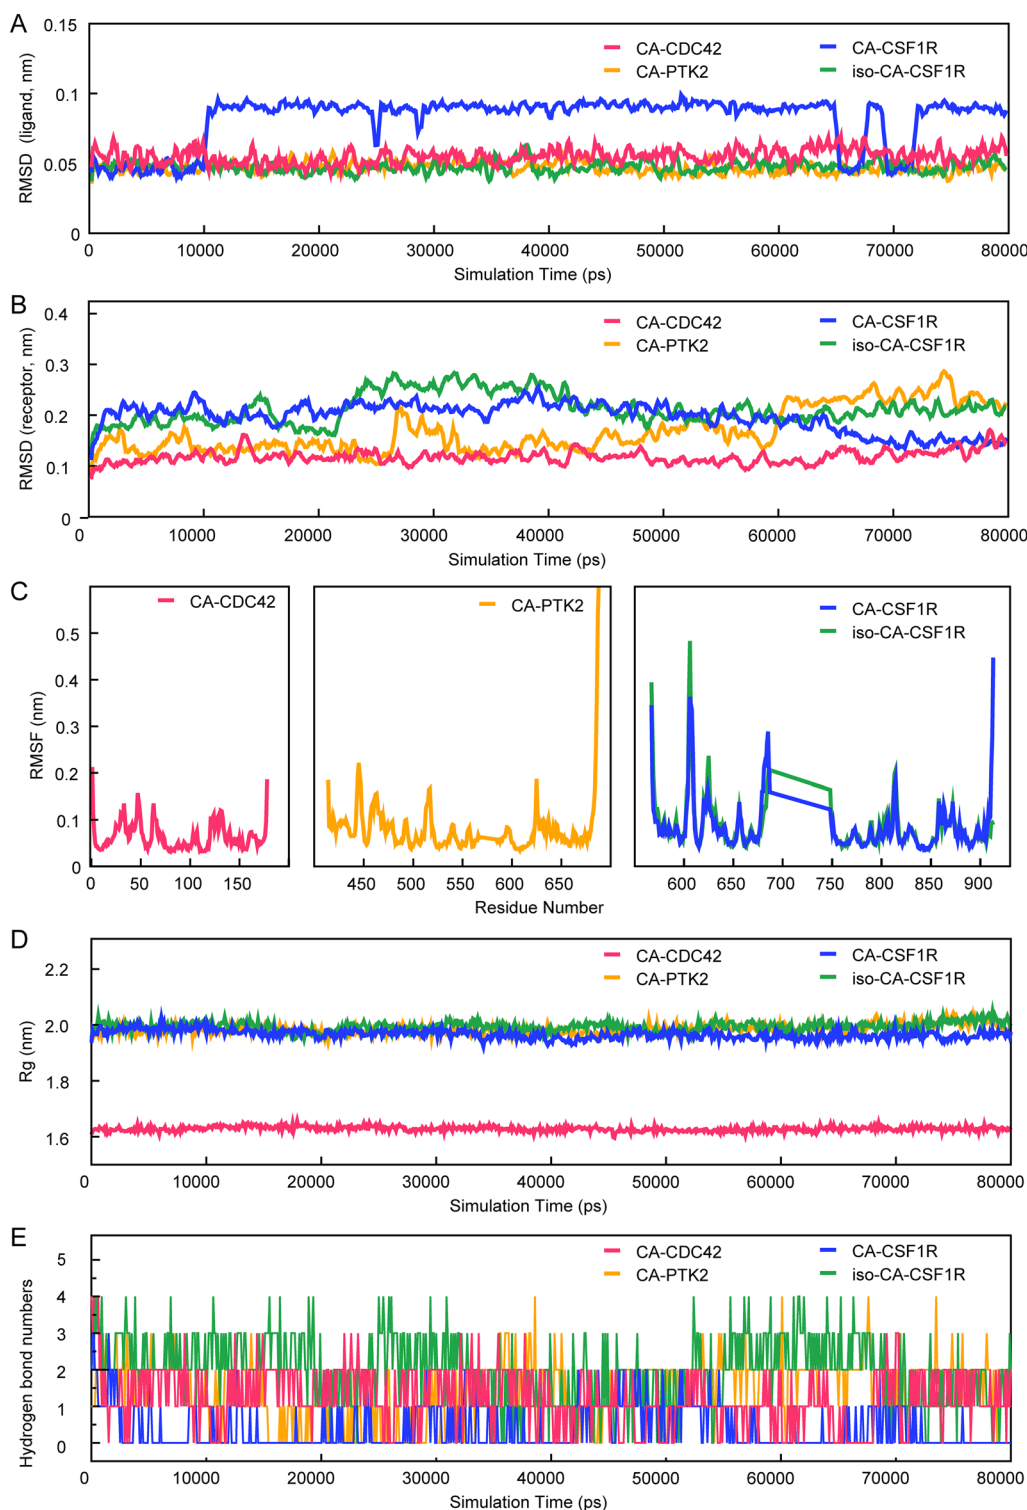 A
0.15
0.1
0.05
0
RMSD (ligand, nm)
CA-CDC42
CA-PTK2
CA-CSF1R
iso-CA-CSF1R
0 10000 20000 30000 40000 50000 60000 70000 80000
Simulation Time (ps)
B
0.4
0.3
0.2
0.1
0
RMSD (receptor, nm)
CA-CDC42
CA-PTK2
CA-CSF1R
iso-CA-CSF1R
0 10000 20000 30000 40000 50000 60000 70000 80000
Simulation Time (ps)
C
0.5
0.4
0.3
0.2
0.1
0
RMSF (nm)
CA-CDC42
CA-PTK2
CA-CSF1R
iso-CA-CSF1R
0 50 100 150
450 500 550 600 650
600 650 700 750 800 850 900
Residue Number
D
2.2
2.0
1.8
1.6
Rg (nm)
CA-CDC42
CA-PTK2
CA-CSF1R
iso-CA-CSF1R
0 10000 20000 30000 40000 50000 60000 70000 80000
Simulation Time (ps)
E
5
4
3
2
1
0
Hydrogen bond numbers
CA-CDC42
CA-PTK2
CA-CSF1R
iso-CA-CSF1R
0 10000 20000 30000 40000 50000 60000 70000 80000
Simulation Time (ps)